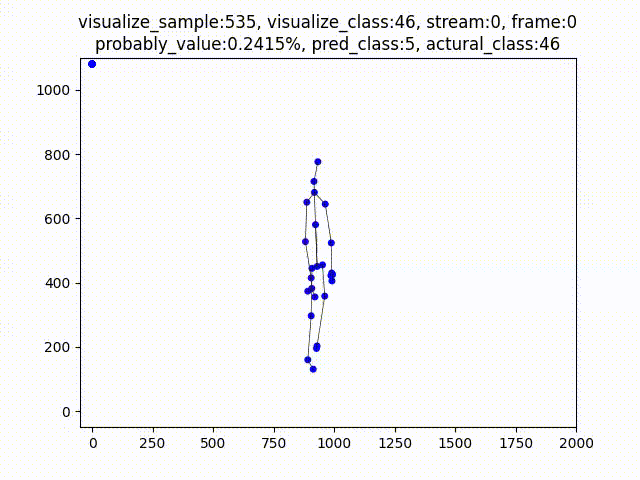 visualize_sample:535, visualize_class:46, stream:0, frame:0
probably_value:0.2415%, pred_class:5, actural_class:46
1000
800
600
400
200
0
0 250 500 750 1000 1250 1500 1750 2000